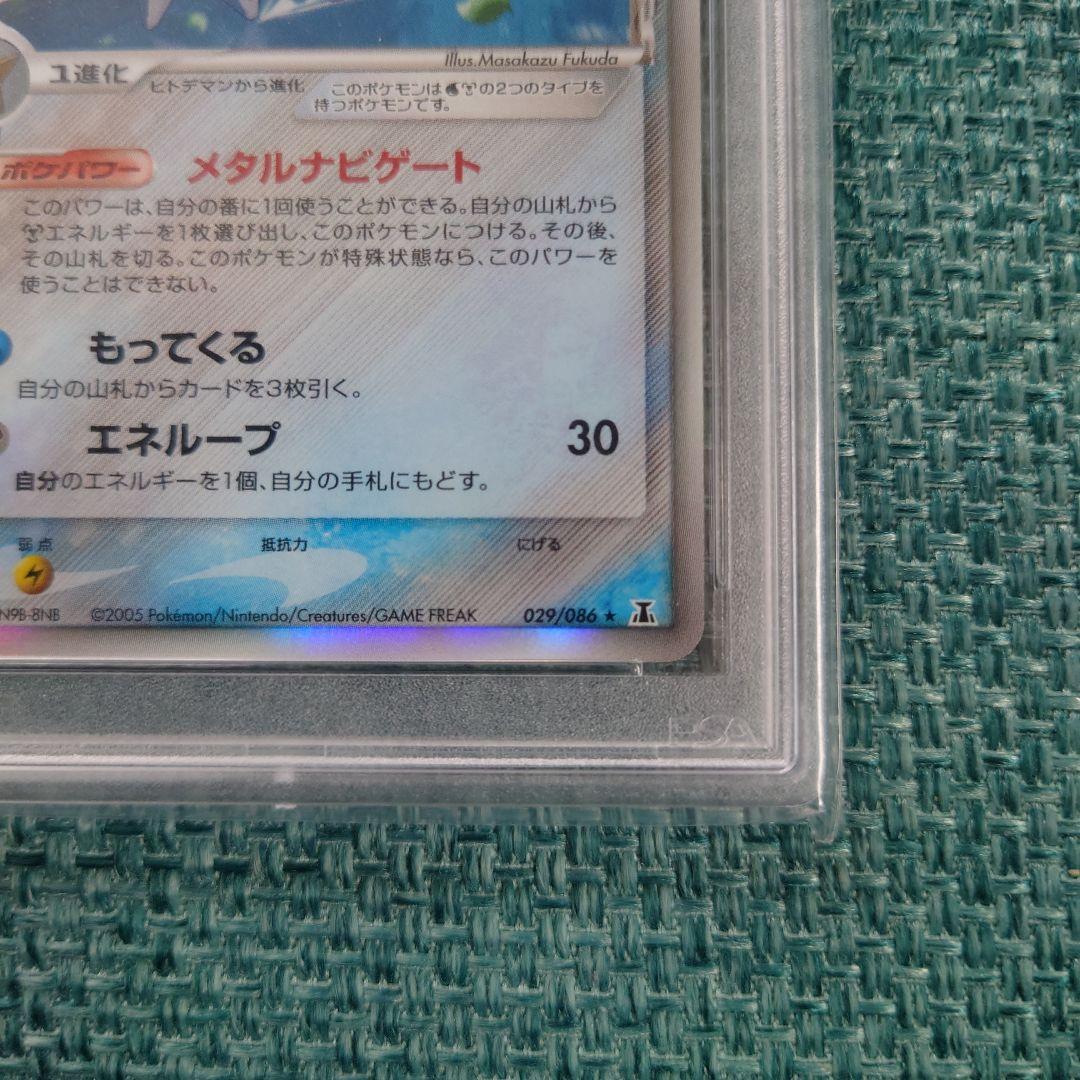 Illus.Masakazu Fukuda
1進化
ヒトデマンから進化
このポケモンは の2つのタイプを
持つポケモンです。
ポケパワー メタルナビゲート
このパワーは、自分の番に1回使うことができる。自分の山札から
エネルギーを1枚選び出し、このポケモンにつける。その後、
その山札を切る。このポケモンが特殊状態なら、このパワーを
使うことはできない。
もってくる
自分の山札からカードを3枚引く。
エネループ 30
自分のエネルギーを1個、自分の手札にもどす。
弱点 抵抗力 にげる
N9B-8NB ©2005 Pokémon/Nintendo/Creatures/GAME FREAK 029/086 ★
PSA